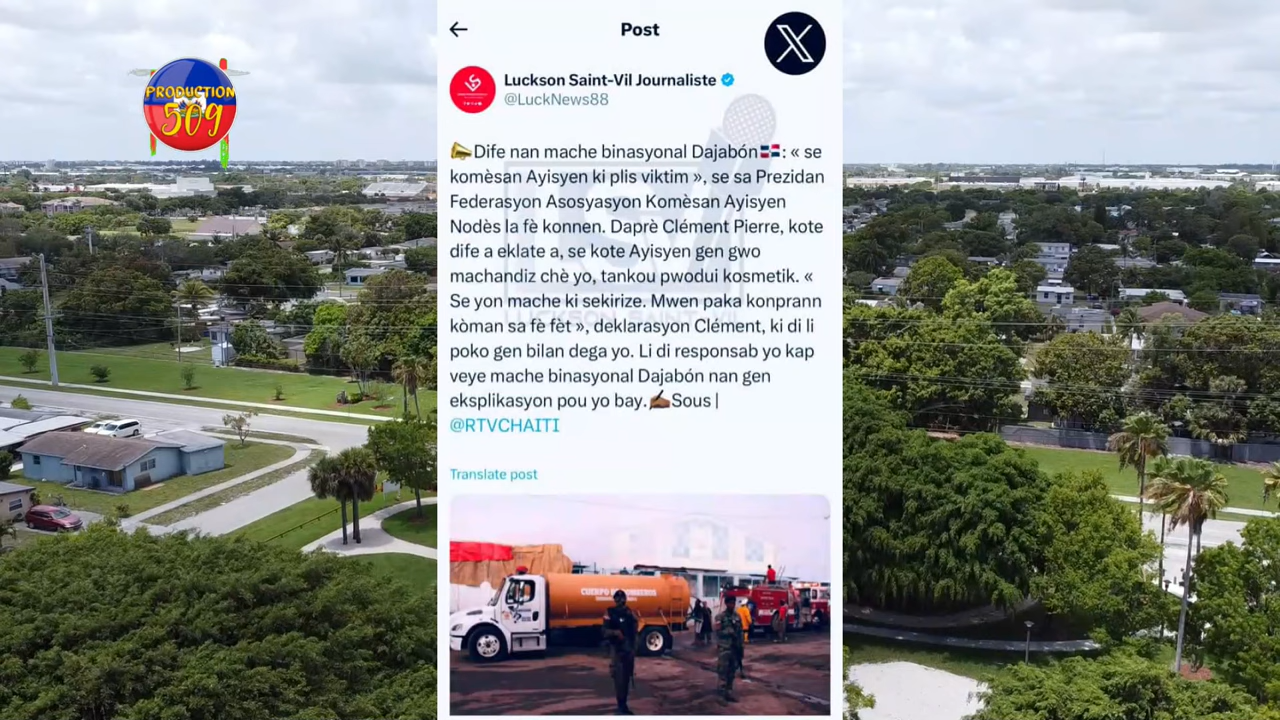 PRODUCTION
509
Post
Luckson Saint-Vil Journaliste
@LuckNews88
Dife nan mache binasyonal Dajabón🇩🇴: « se
komèsan Ayisyen ki plis viktim », se sa Prezidan
Federasyon Asosyasyon Komèsan Ayisyen
Nodès la fè konnen. Daprè Clément Pierre, kote
dife a eklate a, se kote Ayisyen gen gwo
machandiz chè yo, tankou pwodui kosmetik. «
Se yon mache ki sekirize. Mwen paka konprann
kòman sa fè fèt », deklarasyon Clément, ki di li
poko gen bilan dega yo. Li di responsab yo kap
veye mache binasyonal Dajabón nan gen
eksplikasyon pou yo bay.✍🏾Sous |
@RTVCHAITI
Translate post
CUERPO DE BOMBEROS
LUCKSON SAINT-VIL